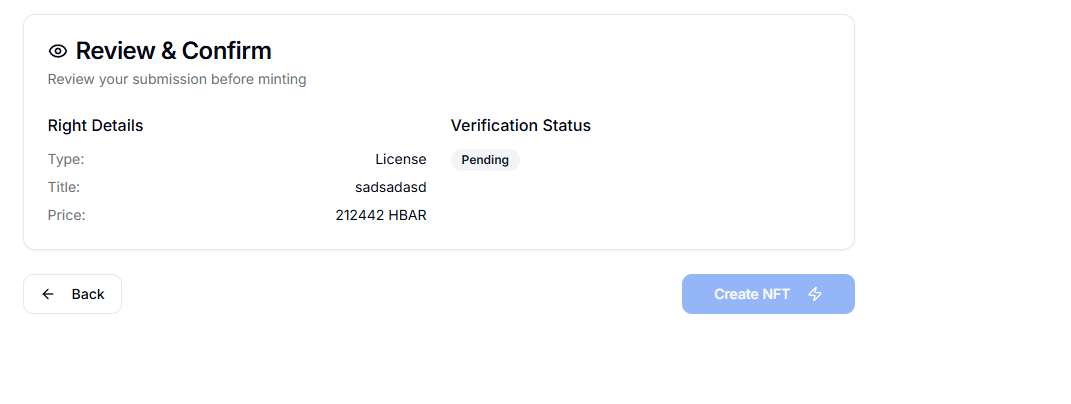 Review & Confirm
Review your submission before minting
Right Details
Type: License
Title: sadsadasd
Price: 212442 HBAR
Verification Status
Pending
Back
Create NFT